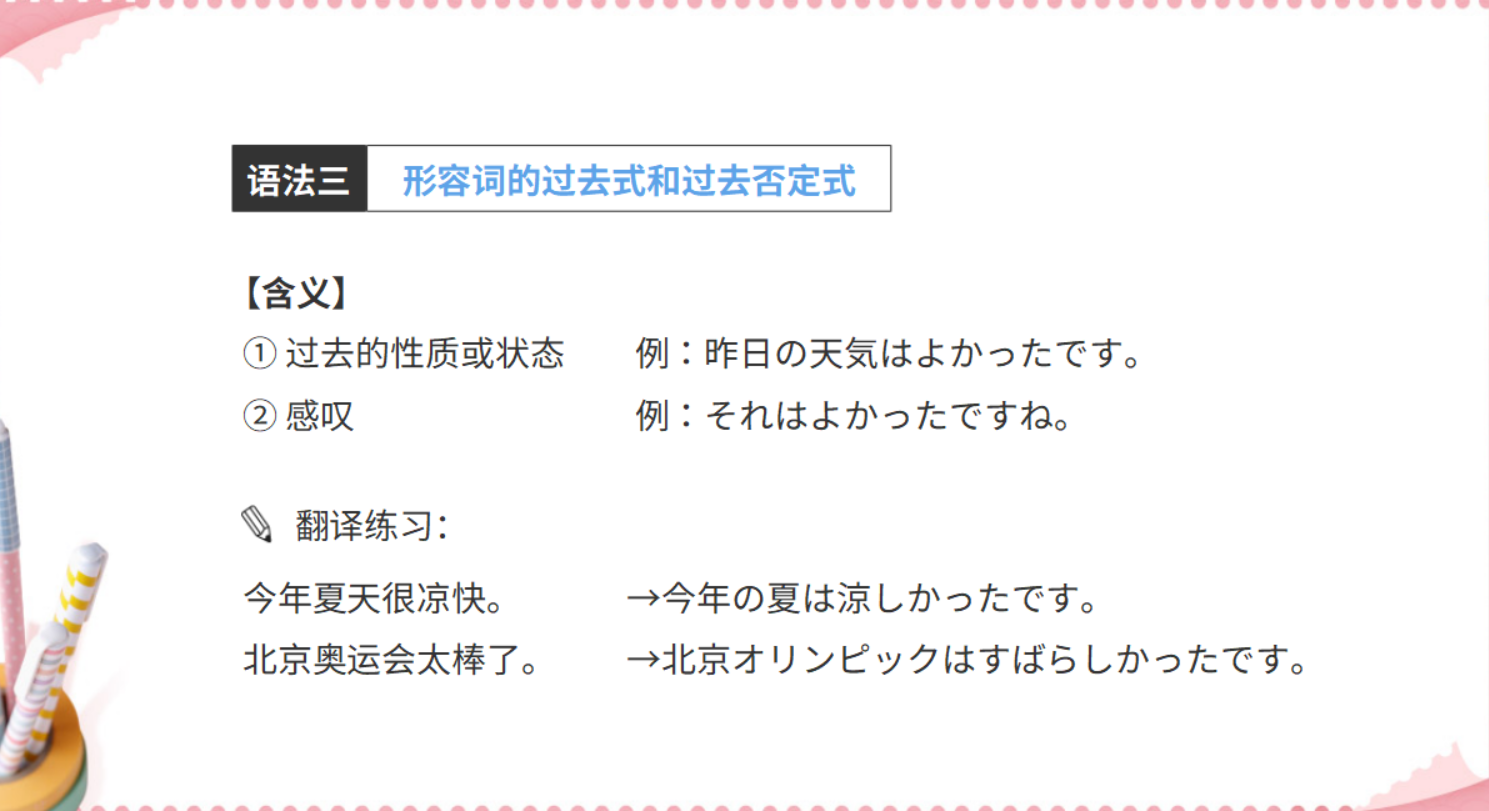 语法三 形容词的过去式和过去否定式
【含义】
① 过去的性质或状态 例：昨日の天気はよかったです。
② 感叹 例：それはよかったですね。
翻译练习：
今年夏天很凉快。 →今年の夏は涼しかったです。
北京奥运会太棒了。 →北京オリンピックはすばらしかったです。